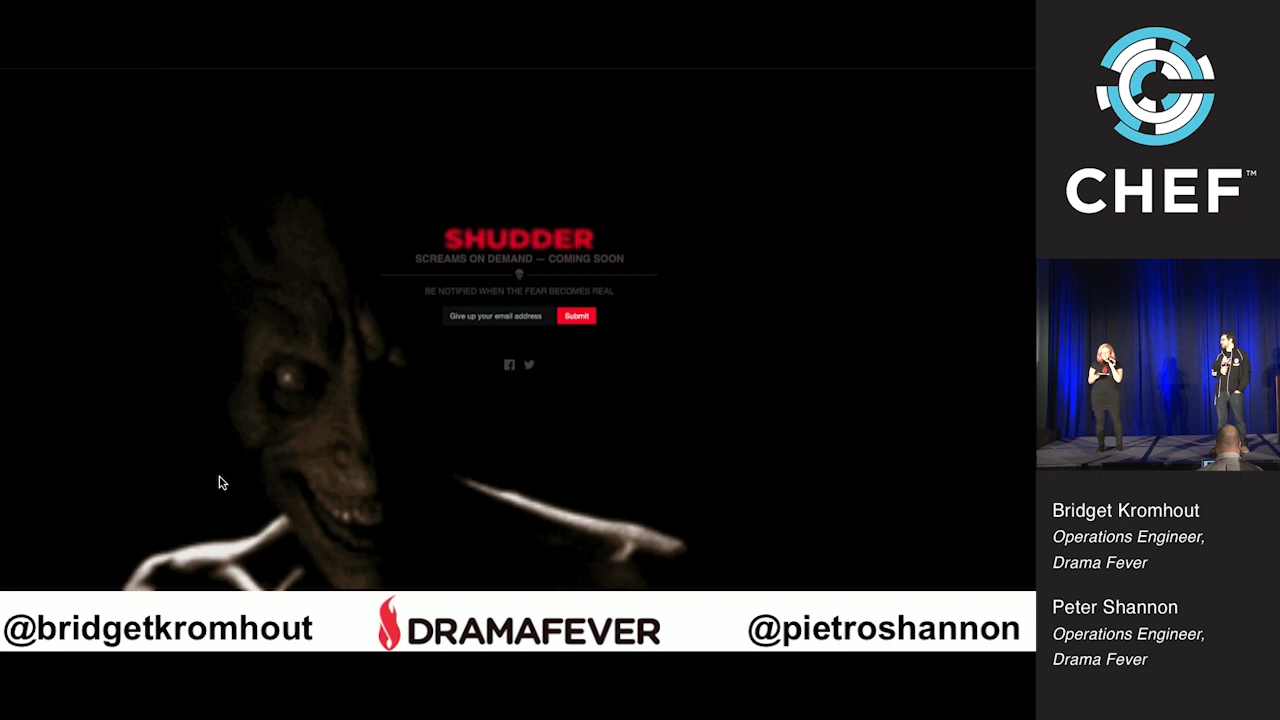 SHUDDER
SCREAMS ON DEMAND — COMING SOON
BE NOTIFIED WHEN THE FEAR BECOMES REAL
Give up your email address
Submit
@bridgetkromhout
DRAMAFEVER
@pietroshannon
CHEF™
Bridget Kromhout
Operations Engineer,
Drama Fever
Peter Shannon
Operations Engineer,
Drama Fever